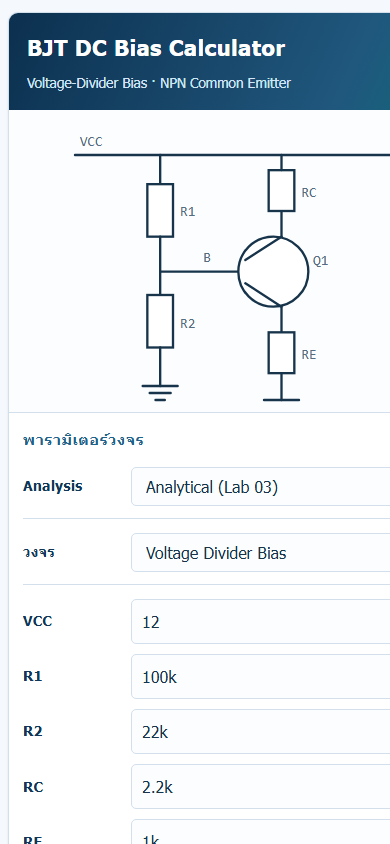 BJT DC Bias Calculator
Voltage-Divider Bias · NPN Common Emitter
VCC
R1
RC
B
Q1
R2
RE
พารามิเตอร์วงจร
Analysis
Analytical (Lab 03)
วงจร
Voltage Divider Bias
VCC
12
R1
100k
R2
22k
RC
2.2k
RE
1k